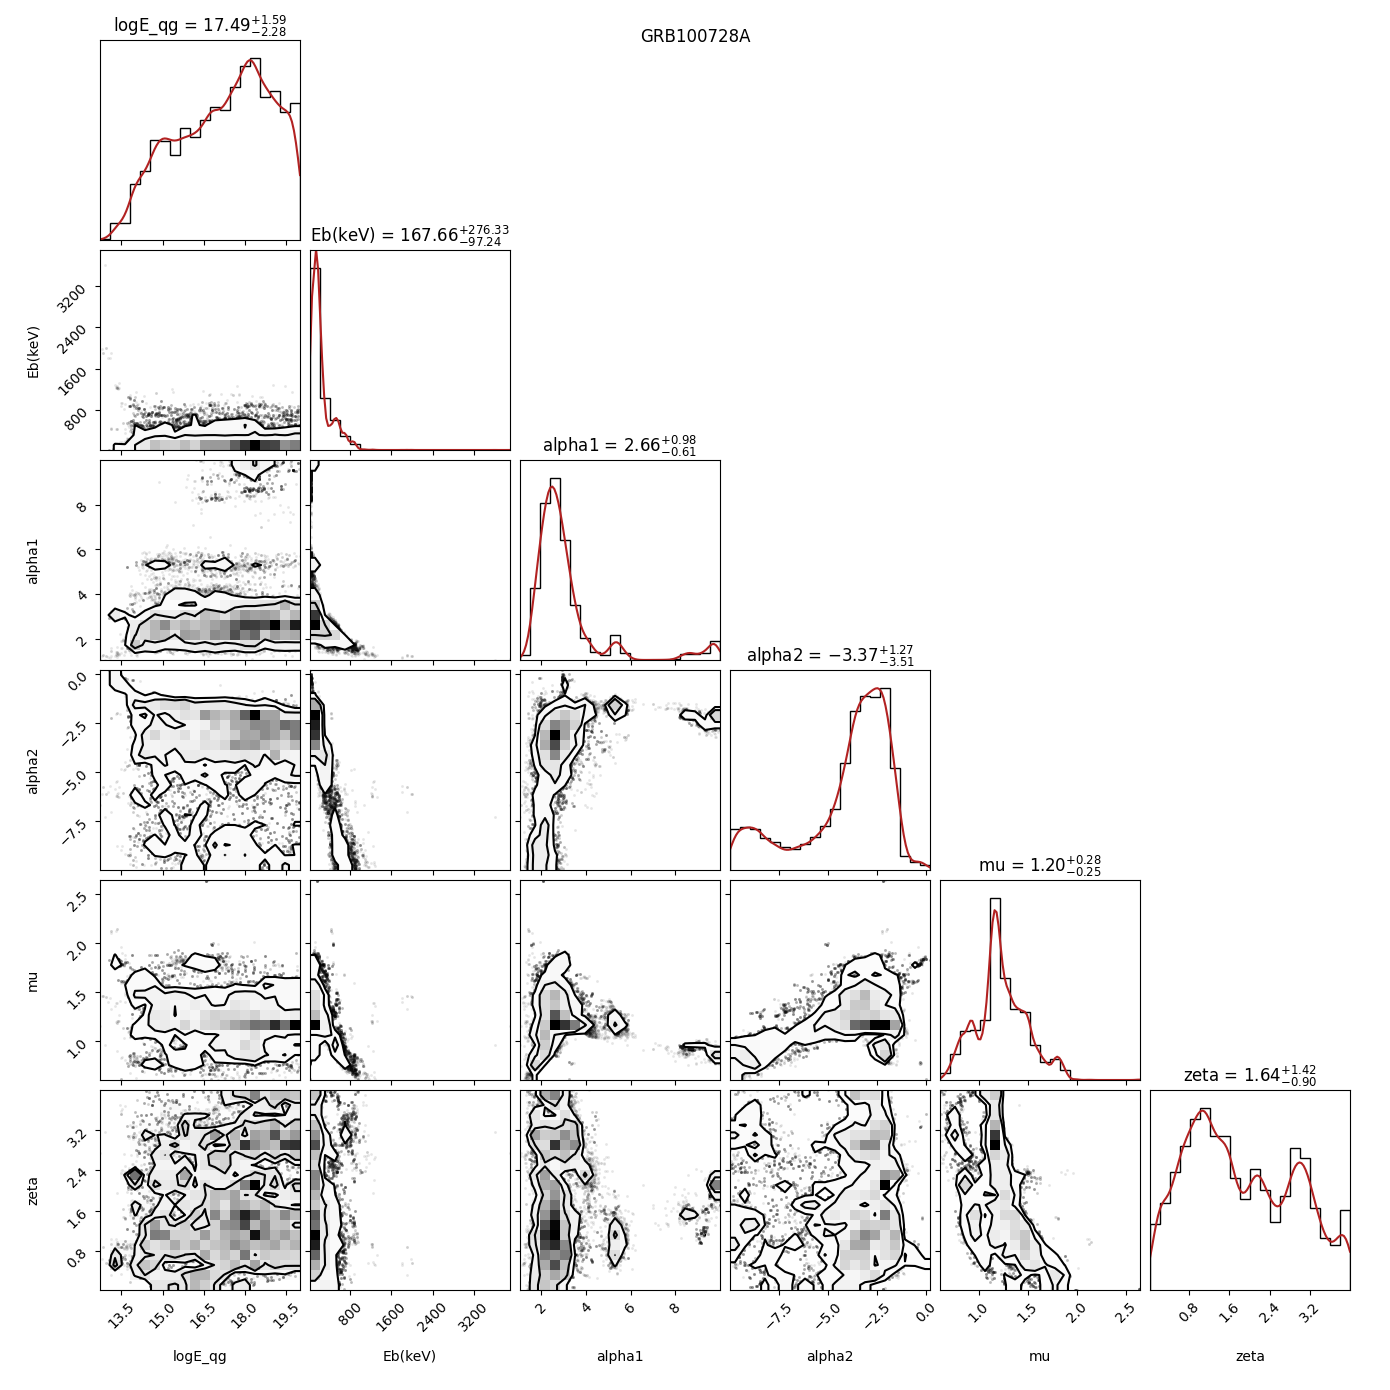 GRB100728A
logE_qg = 17.49+1.59−2.28
Eb(keV) = 167.66+276.33−97.24
3200
2400
1600
800
Eb(keV)
alpha1 = 2.66+0.98−0.61
8
6
4
2
alpha1
alpha2 = −3.37+1.27−3.51
0.0
−2.5
−5.0
−7.5
alpha2
mu = 1.20+0.28−0.25
2.5
2.0
1.5
1.0
mu
zeta = 1.64+1.42−0.90
3.2
2.4
1.6
0.8
zeta
13.5 15.0 16.5 18.0 19.5 800 1600 2400 3200 2 4 6 8 −7.5 −5.0 −2.5 0.0 1.0 1.5 2.0 2.5 0.8 1.6 2.4 3.2
logE_qg Eb(keV) alpha1 alpha2 mu zeta